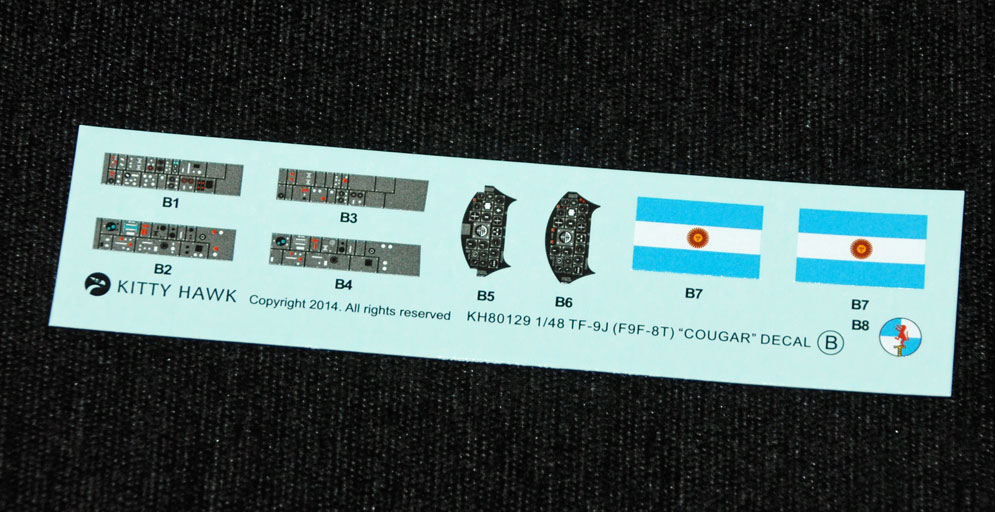 B1
B3
B2
B4
B5
B6
B7
B7
B8
KITTY HAWK
Copyright 2014. All rights reserved
KH80129 1/48 TF-9J (F9F-8T) "COUGAR" DECAL B